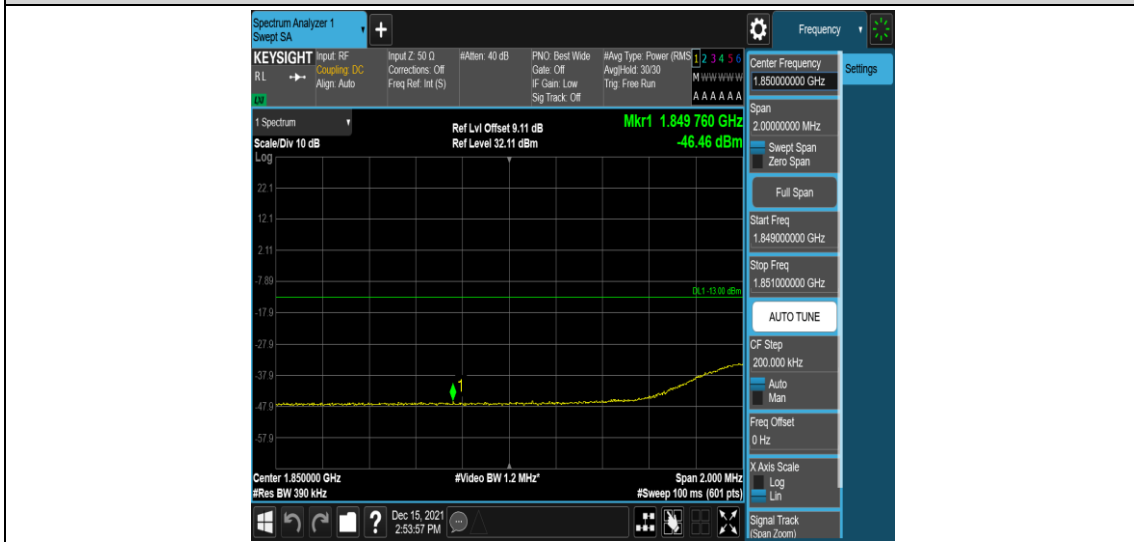 Spectrum Analyzer 1
Swept SA
+
Frequency
KEYSIGHT
RL
Input: RF
Coupling: DC
Align: Auto
Input Z: 50 Ω
Corrections: Off
Freq Ref: Int (S)
#Atten: 40 dB
PNO: Best Wide
Gate: Off
IF Gain: Low
Sig Track: Off
#Avg Type: Power (RMS
Avg|Hold: 30/30
Trig: Free Run
1 2 3 4 5 6
M W W W W W
A A A A A A
1 Spectrum
Scale/Div 10 dB
Log
Ref Lvl Offset 9.11 dB
Ref Level 32.11 dBm
Mkr1 1.849 760 GHz
-46.46 dBm
22.1
12.1
2.11
-7.89
DL1 -13.00 dBm
-17.9
-27.9
-37.9
1
-47.9
-57.9
Center 1.850000 GHz
#Res BW 390 kHz
#Video BW 1.2 MHz*
Span 2.000 MHz
#Sweep 100 ms (601 pts)
Center Frequency
1.850000000 GHz
Settings
Span
2.00000000 MHz
Swept Span
Zero Span
Full Span
Start Freq
1.849000000 GHz
Stop Freq
1.851000000 GHz
AUTO TUNE
CF Step
200.000 kHz
Auto
Man
Freq Offset
0 Hz
X Axis Scale
Log
Lin
Signal Track
(Span Zoom)
?
Dec 15, 2021
2:53:57 PM